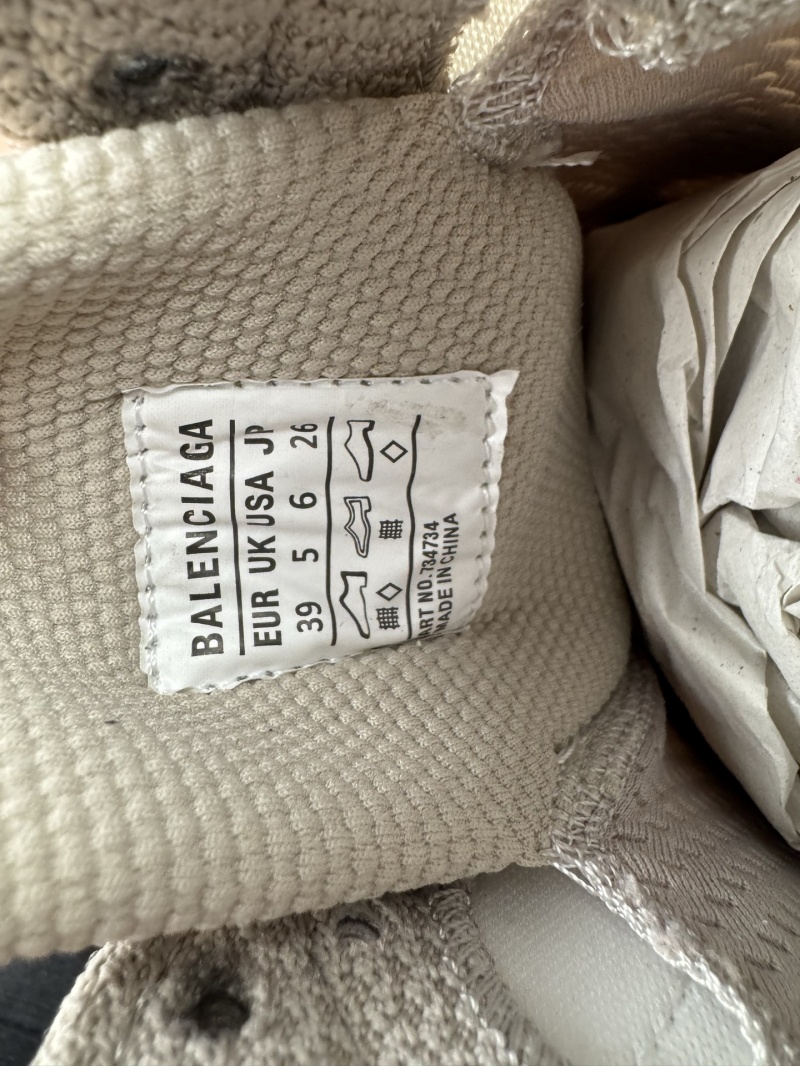 BALENCIAGA
EUR UK USA JP
39 5 6 26
ART NO. 734734
MADE IN CHINA